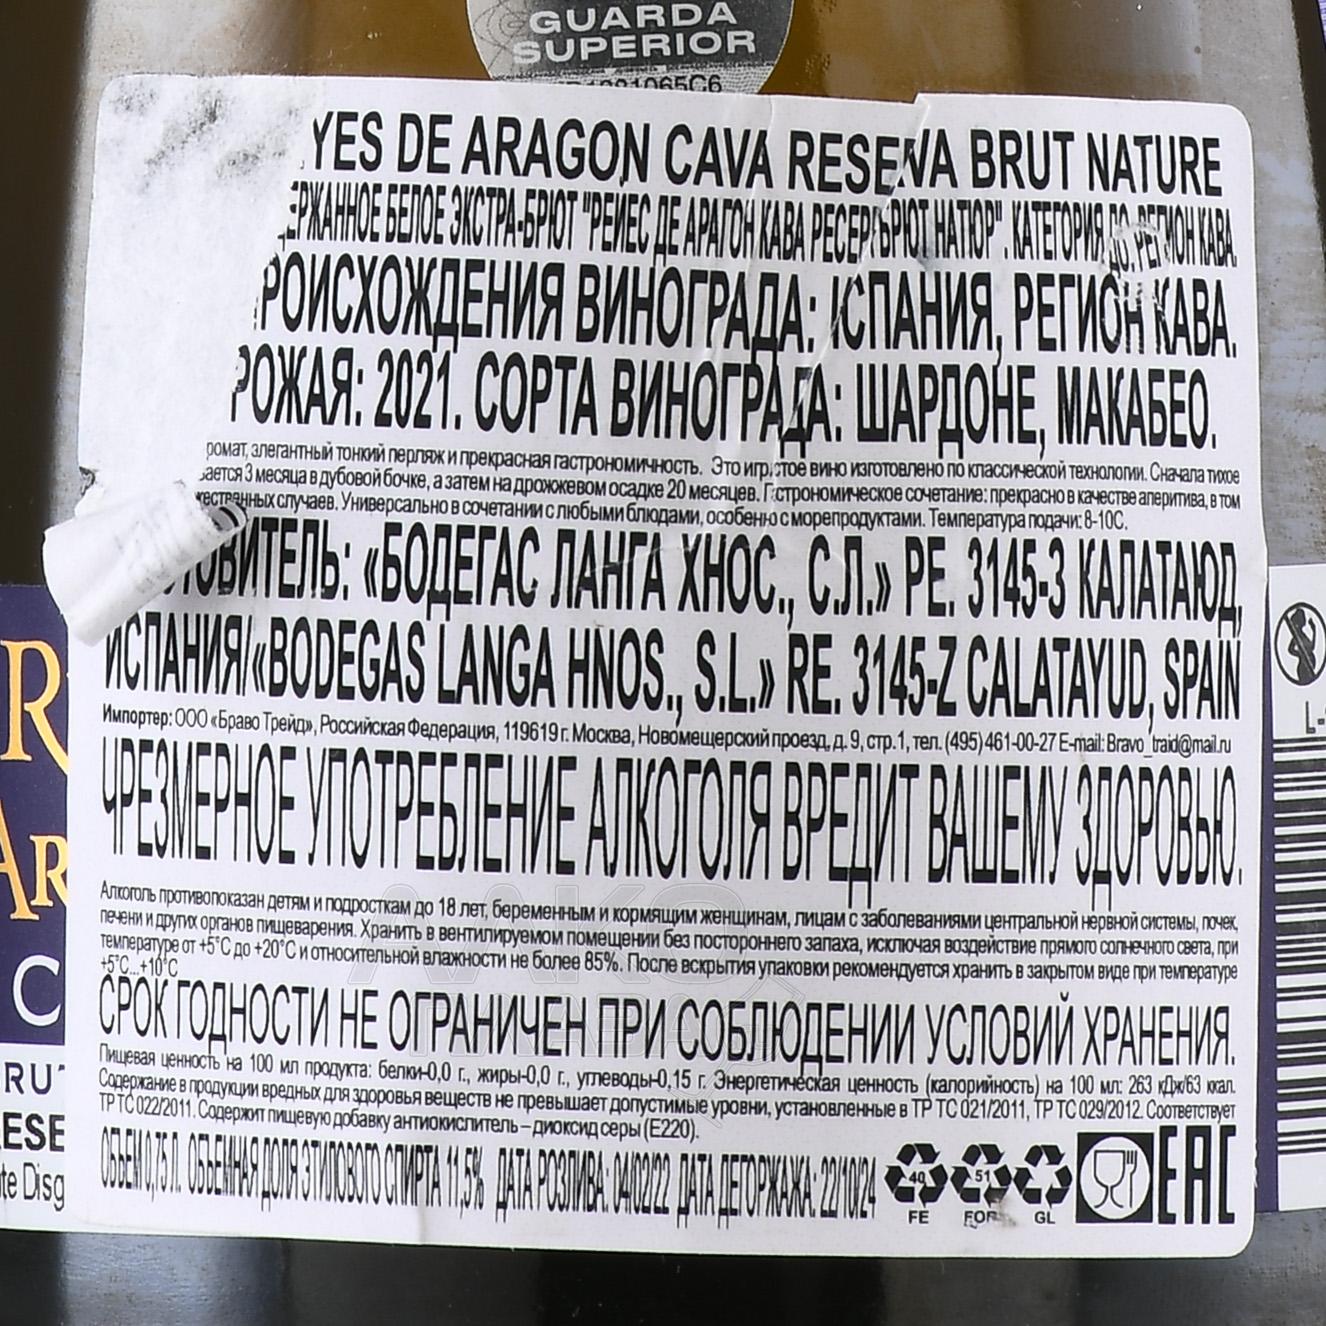 GUARDA
SUPERIOR
YES DE ARAGON CAVA RESERVA BRUT NATURE
ЕРЖАННОЕ БЕЛОЕ ЭКСТРА-БРЮТ "РЕЙЕС ДЕ АРАГОН КАВА РЕСЕРВ БРЮТ НАТЮР". КАТЕГОРИЯ ДО. РЕГИОН КАВА.
РОИСХОЖДЕНИЯ ВИНОГРАДА: ИСПАНИЯ, РЕГИОН КАВА.
РОЖАЯ: 2021. СОРТА ВИНОГРАДА: ШАРДОНЕ, МАКАБЕО.
ромат, элегантный тонкий перляж и прекрасная гастрономичность. Это игристое вино изготовлено по классической технологии. Сначала тихое
вается 3 месяца в дубовой бочке, а затем на дрожжевом осадке 20 месяцев. Гастрономическое сочетание: прекрасно в качестве аперитива, в том
жественных случаев. Универсально в сочетании с любыми блюдами, особенно с морепродуктами. Температура подачи: 8-10С.
ТОВИТЕЛЬ: «БОДЕГАС ЛАНГА ХНОС., С.Л.» РЕ. 3145-З КАЛАТАЮД,
ИСПАНИЯ/«BODEGAS LANGA HNOS., S.L.» RE. 3145-Z CALATAYUD, SPAIN
Импортер: ООО «Браво Трейд», Российская Федерация, 119619 г. Москва, Новомещерский проезд, д. 9, стр.1, тел. (495) 461-00-27 E-mail: Bravo_traid@mail.ru
ЧРЕЗМЕРНОЕ УПОТРЕБЛЕНИЕ АЛКОГОЛЯ ВРЕДИТ ВАШЕМУ ЗДОРОВЬЮ.
Алкоголь противопоказан детям и подросткам до 18 лет, беременным и кормящим женщинам, лицам с заболеваниями центральной нервной системы, почек,
печени и других органов пищеварения. Хранить в вентилируемом помещении без постороннего запаха, исключая воздействие прямого солнечного света, при
температуре от +5°С до +20°С и относительной влажности не более 85%. После вскрытия упаковки рекомендуется хранить в закрытом виде при температуре
+5°С...+10°С
СРОК ГОДНОСТИ НЕ ОГРАНИЧЕН ПРИ СОБЛЮДЕНИИ УСЛОВИЙ ХРАНЕНИЯ.
Пищевая ценность на 100 мл продукта: белки-0,0 г., жиры-0,0 г., углеводы-0,15 г. Энергетическая ценность (калорийность) на 100 мл: 263 кДж/63 ккал.
Содержание в продукции вредных для здоровья веществ не превышает допустимые уровни, установленные в ТР ТС 021/2011, ТР ТС 029/2012. Соответствует
ТР ТС 022/2011. Содержит пищевую добавку антиокислитель – диоксид серы (Е220).
ОБЪЕМ 0,75 Л. ОБЪЕМНАЯ ДОЛЯ ЭТИЛОВОГО СПИРТА 11,5% ДАТА РОЗЛИВА: 04/02/22 ДАТА ДЕГОРЖАЖА: 22/10/24
40 51
FE FOR GL
EAC
R
AR
C
RUT
ESE
te Disg
L-